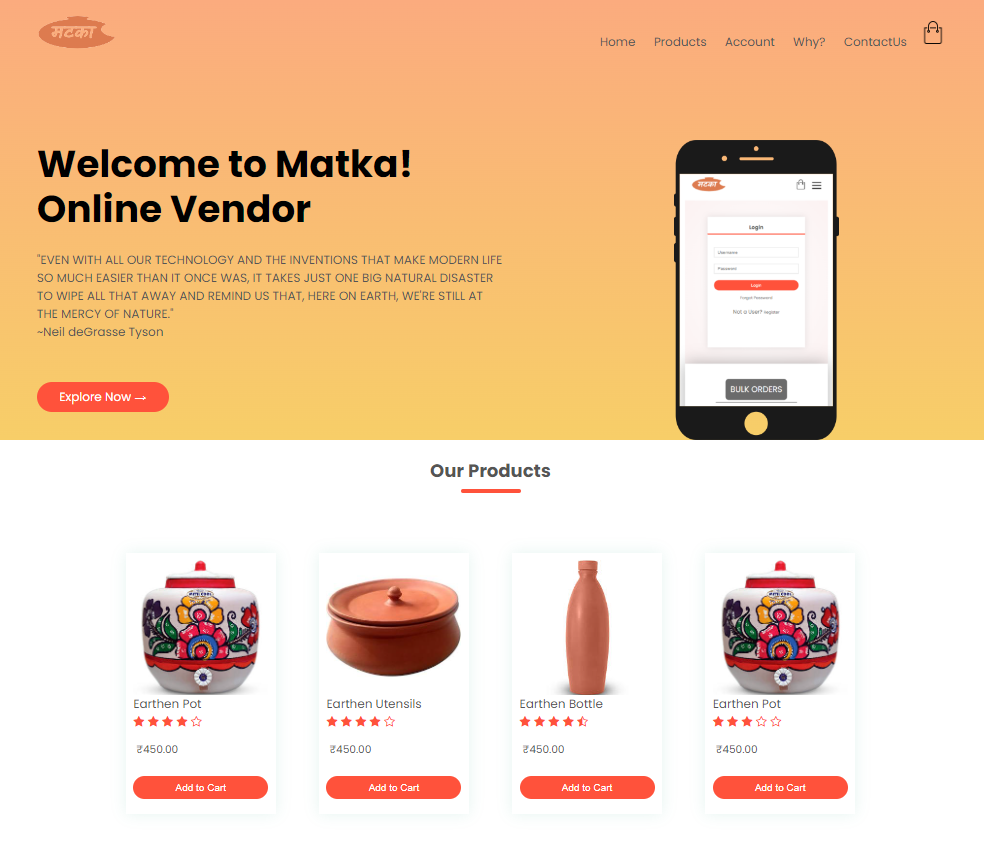 मटका
Home Products Account Why? ContactUs
Welcome to Matka!
Online Vendor
"EVEN WITH ALL OUR TECHNOLOGY AND THE INVENTIONS THAT MAKE MODERN LIFE
SO MUCH EASIER THAN IT ONCE WAS, IT TAKES JUST ONE BIG NATURAL DISASTER
TO WIPE ALL THAT AWAY AND REMIND US THAT, HERE ON EARTH, WE'RE STILL AT
THE MERCY OF NATURE."
~Neil deGrasse Tyson
Explore Now →
मटका
Login
Username
Password
Login
Forgot Password
Not a User? Register
BULK ORDERS
Our Products
MITTI COOL
MITTI COOL
Earthen Pot Earthen Utensils Earthen Bottle Earthen Pot
₹450.00 ₹450.00 ₹450.00 ₹450.00
Add to Cart Add to Cart Add to Cart Add to Cart